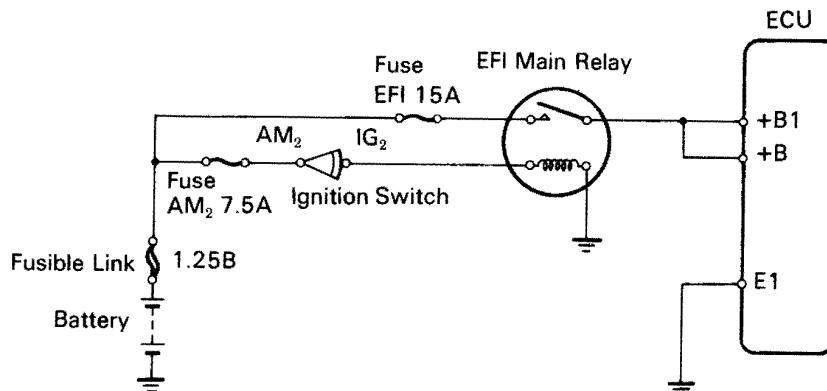 ECU
Fuse
EFI 15A
EFI Main Relay
+B1
+B
AM₂
IG₂
Fuse
AM₂ 7.5A
Ignition Switch
Fusible Link
1.25B
E1
Battery